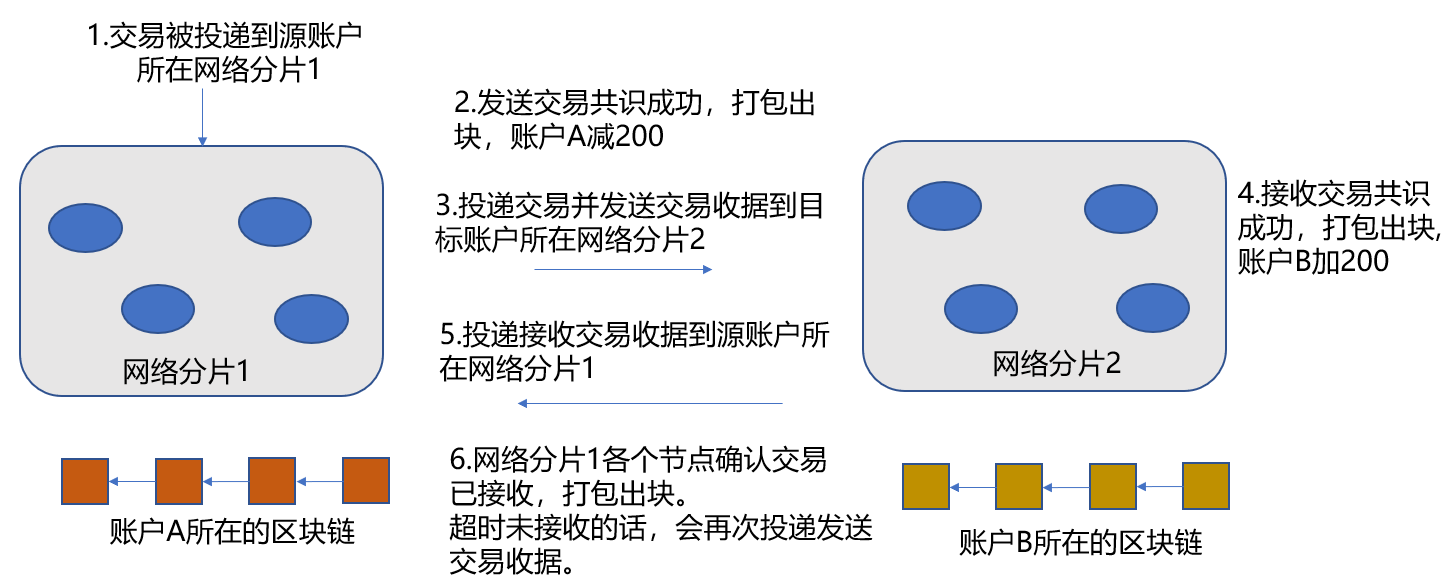 1.交易被投递到源账户
所在网络分片1
2.发送交易共识成功，打包出
块，账户A减200
3.投递交易并发送交易收据到目
标账户所在网络分片2
4.接收交易共识
成功，打包出块,
账户B加200
5.投递接收交易收据到源账户所
在网络分片1
网络分片1
网络分片2
6.网络分片1各个节点确认交易
已接收，打包出块。
超时未接收的话，会再次投递发送
交易收据。
账户A所在的区块链
账户B所在的区块链